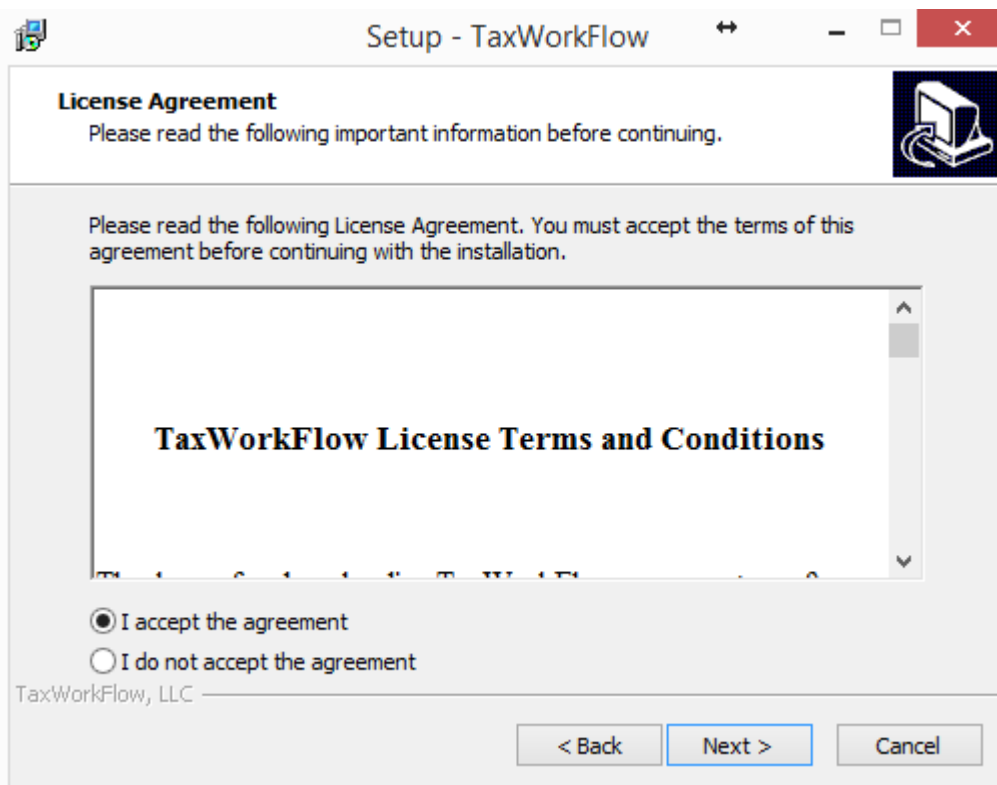 Setup - TaxWorkFlow
License Agreement
Please read the following important information before continuing.
Please read the following License Agreement. You must accept the terms of this
agreement before continuing with the installation.
TaxWorkFlow License Terms and Conditions
I accept the agreement
I do not accept the agreement
TaxWorkFlow, LLC
< Back Next > Cancel